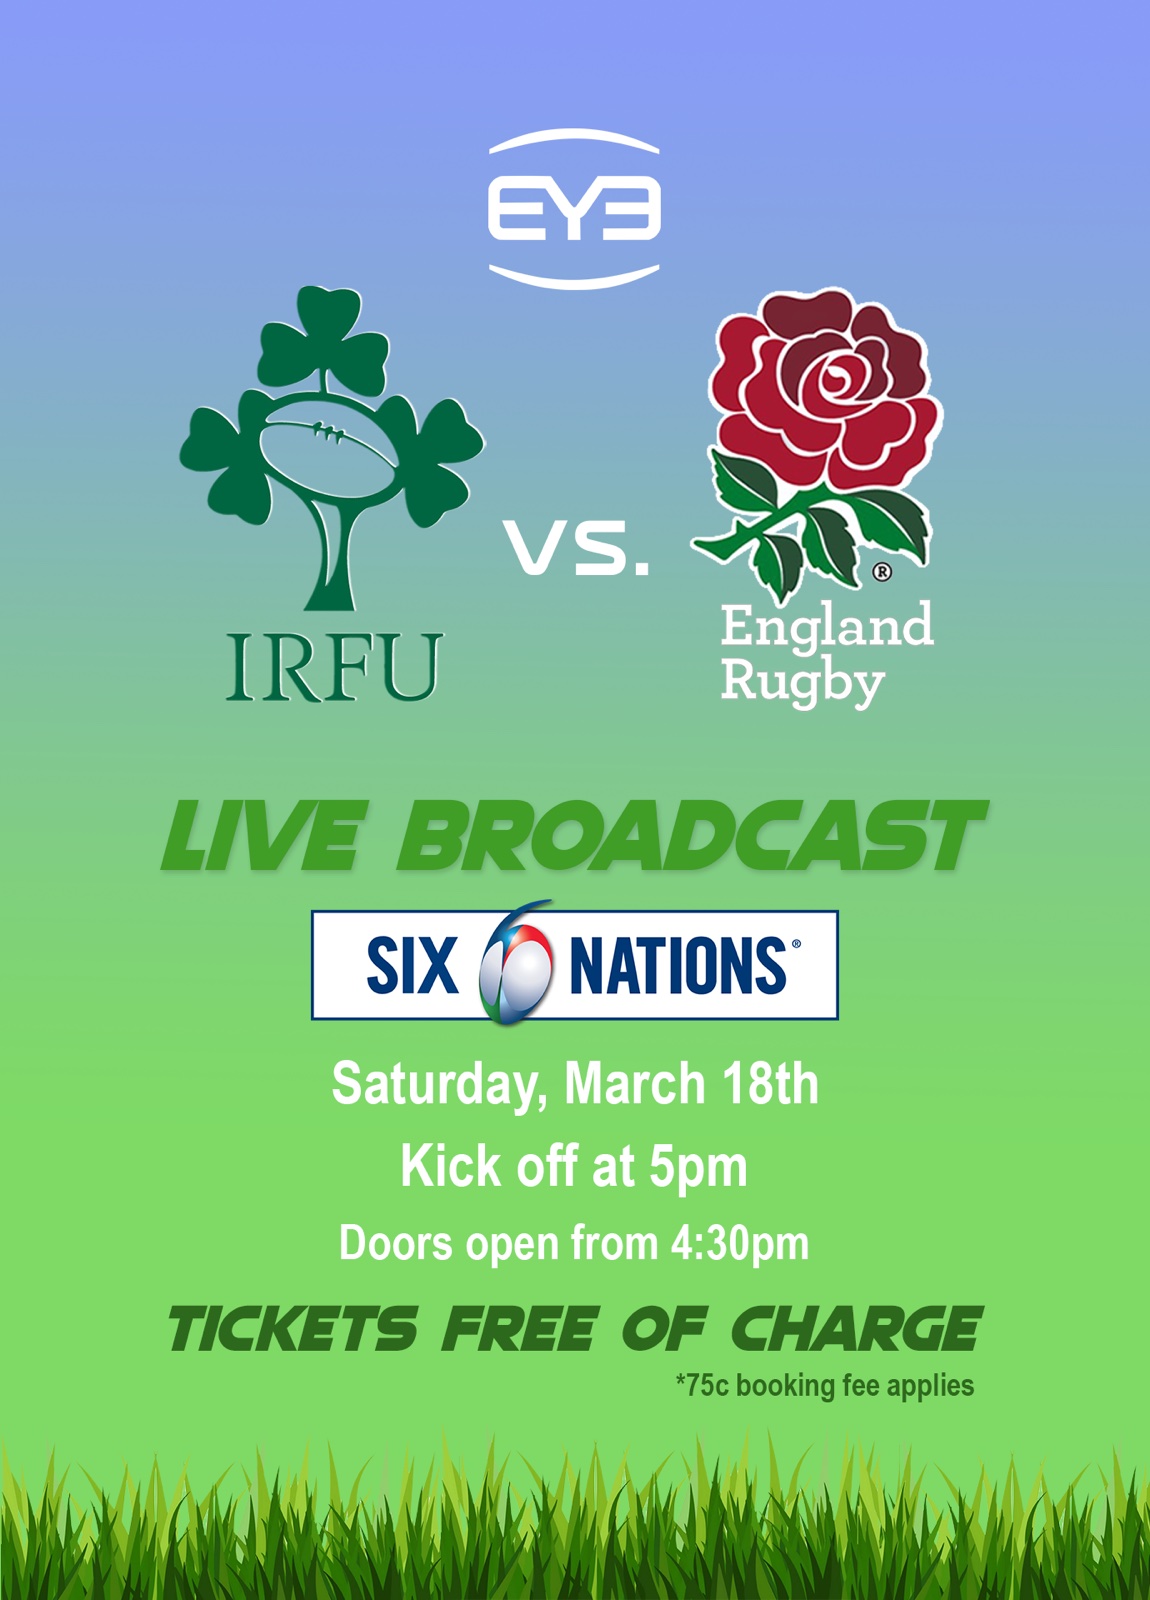 EYE
IRFU
VS.
®
England
Rugby
LIVE BROADCAST
SIX 6 NATIONS®
Saturday, March 18th
Kick off at 5pm
Doors open from 4:30pm
TICKETS FREE OF CHARGE
*75c booking fee applies